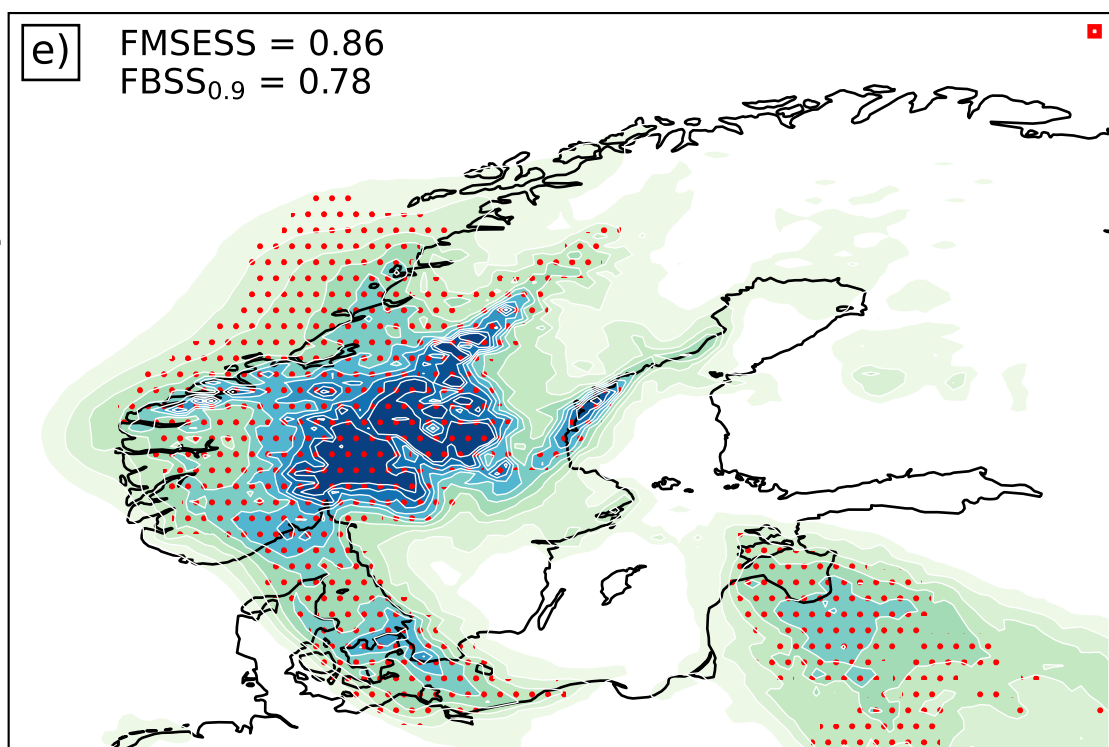 e)
FMSESS = 0.86
FBSS₀.₉ = 0.78